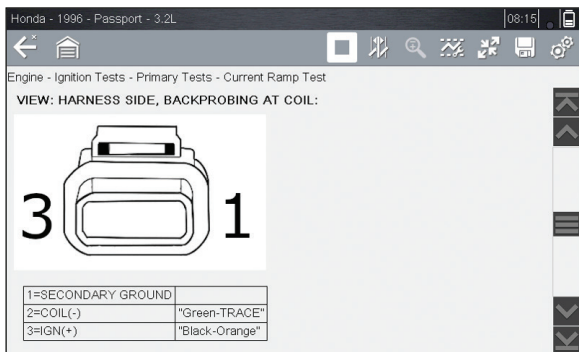 Honda - 1996 - Passport - 3.2L 08:15
Engine - Ignition Tests - Primary Tests - Current Ramp Test
VIEW: HARNESS SIDE, BACKPROBING AT COIL:
3 1
1=SECONDARY GROUND
2=COIL(-) "Green-TRACE"
3=IGN(+) "Black-Orange"